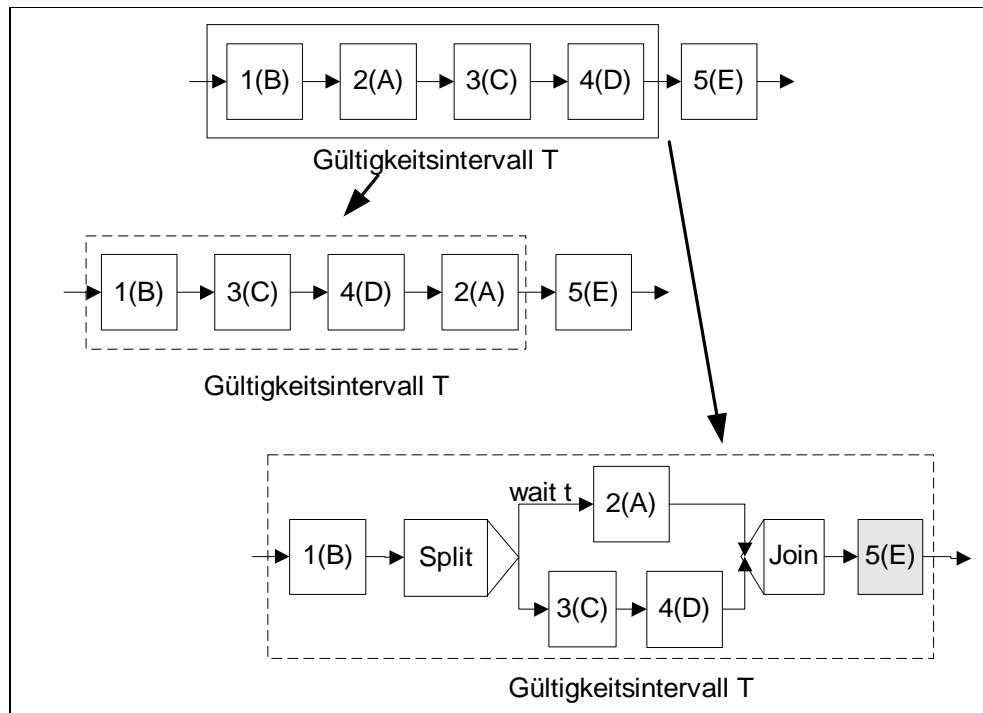 1(B) 2(A) 3(C) 4(D) 5(E)
Gültigkeitsintervall T
1(B) 3(C) 4(D) 2(A) 5(E)
Gültigkeitsintervall T
wait t 2(A)
1(B) Split Join 5(E)
3(C) 4(D)
Gültigkeitsintervall T